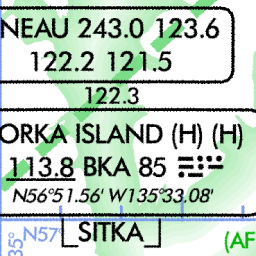 NEAU 243.0 123.6
122.2 121.5
122.3
ORKA ISLAND (H) (H)
113.8 BKA 85
N56°51.56' W135°33.08'
N57° SITKA
35°
(AF